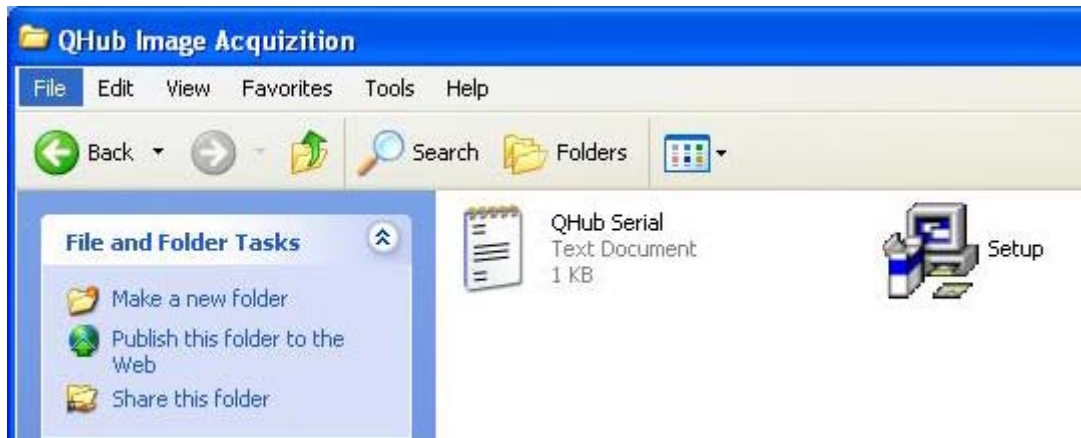 QHub Image Acquizition
File Edit View Favorites Tools Help
Back Search Folders
File and Folder Tasks
Make a new folder
Publish this folder to the
Web
Share this folder
QHub Serial
Text Document
1 KB
Setup